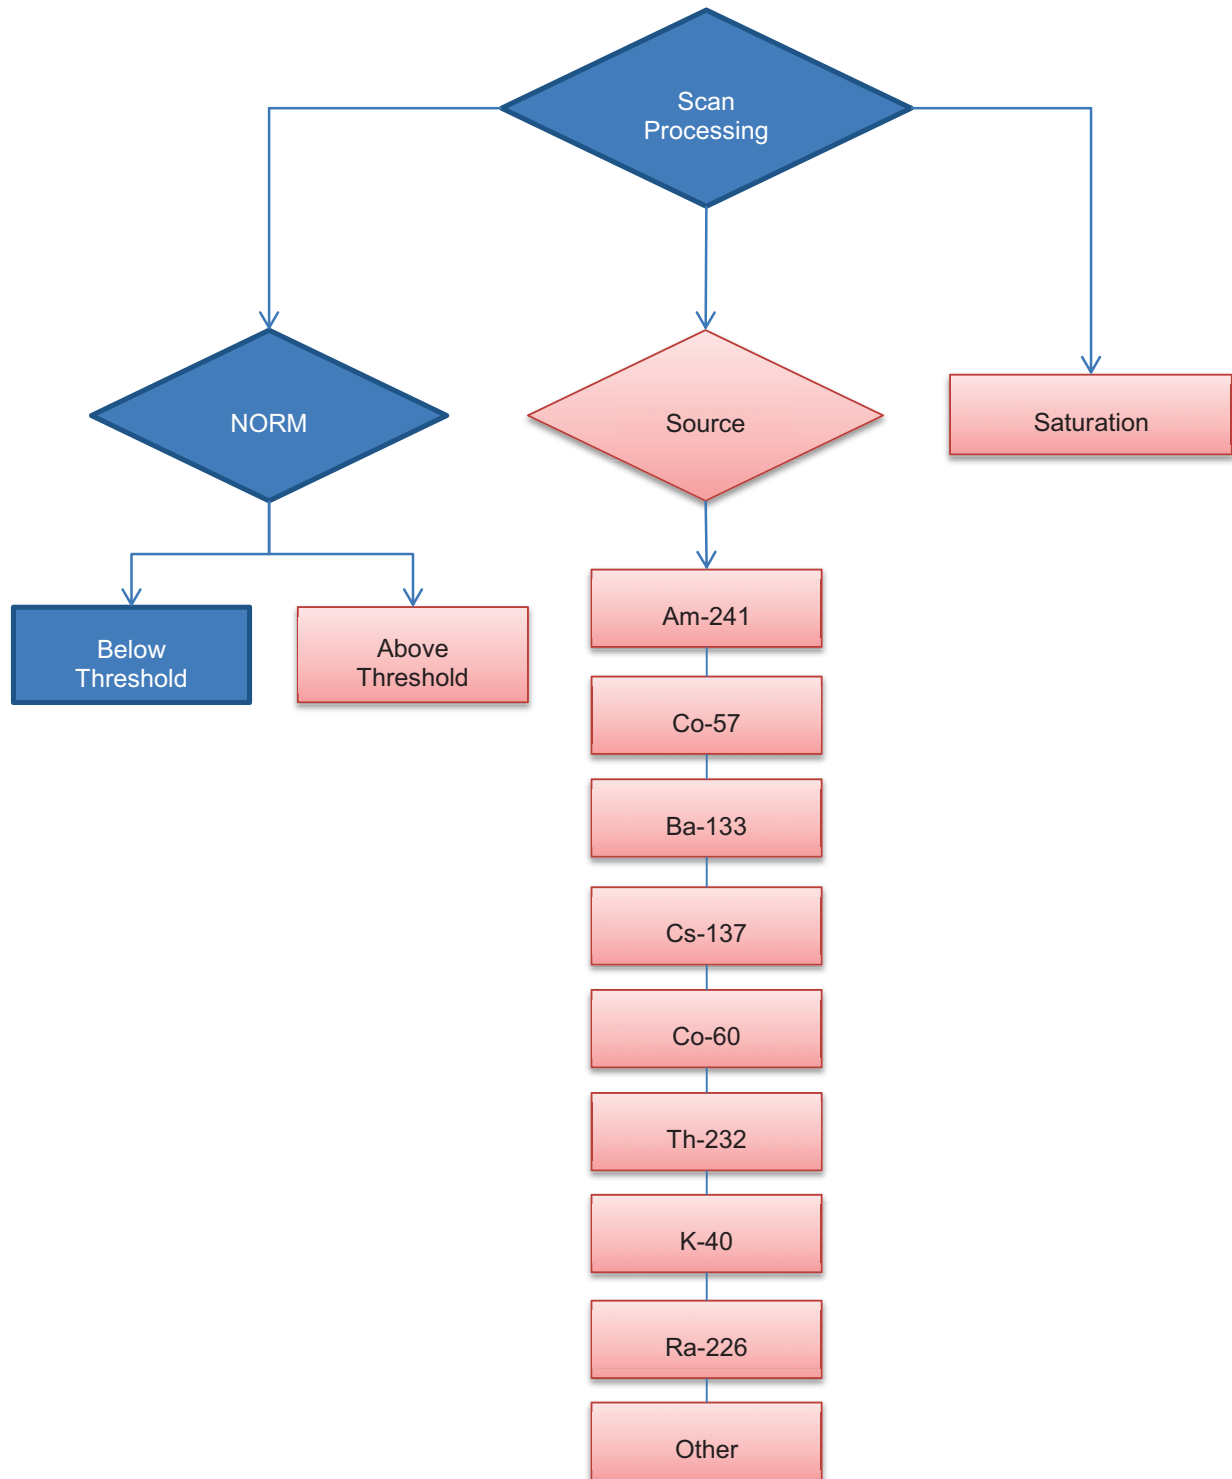 Scan
Processing
NORM
Source
Saturation
Below
Threshold
Above
Threshold
Am-241
Co-57
Ba-133
Cs-137
Co-60
Th-232
K-40
Ra-226
Other